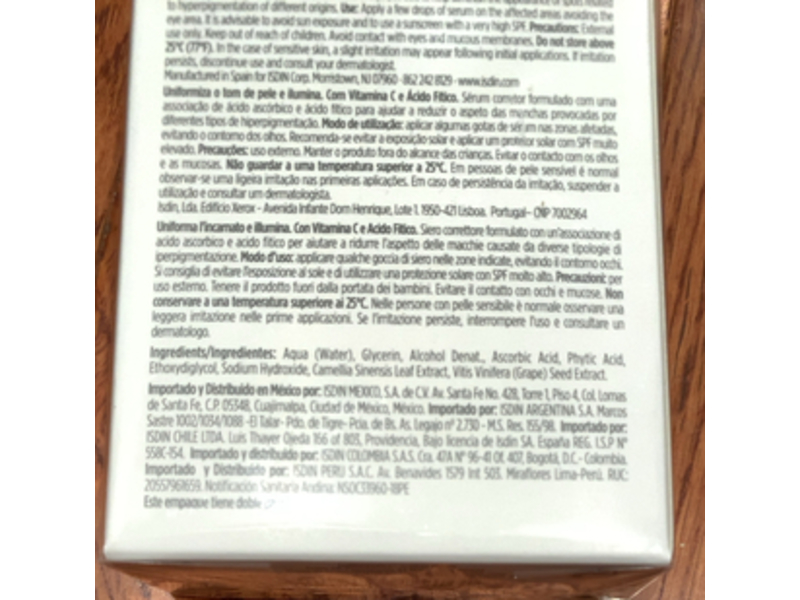 to hyperpigmentation of different origins. Use: Apply a few drops of serum on the affected areas avoiding the
eye area. It is advisable to avoid sun exposure and to use a sunscreen with a very high SPF. Precautions: External
use only. Keep out of reach of children. Avoid contact with eyes and mucous membranes. Do not store above
25ºC (77ºF). In the case of sensitive skin, a slight irritation may appear following initial applications. If irritation
persists, discontinue use and consult your dermatologist.
Manufactured in Spain for ISDIN Corp. Morristown, NJ 07960 · 862 242 8129 · www.isdin.com
Uniformiza o tom de pele e ilumina. Com Vitamina C e Ácido Fítico. Sérum corretor formulado com uma
associação de ácido ascórbico e ácido fítico para ajudar a reduzir o aspeto das manchas provocadas por
diferentes tipos de hiperpigmentação. Modo de utilização: aplicar algumas gotas de sérum nas zonas afetadas,
evitando o contorno dos olhos. Recomenda-se evitar a exposição solar e aplicar um protetor solar com SPF muito
elevado. Precauções: uso externo. Manter o produto fora do alcance das crianças. Evitar o contacto com os olhos
e as mucosas. Não guardar a uma temperatura superior a 25ºC. Em pessoas de pele sensível é normal
observar-se uma ligeira irritação nas primeiras aplicações. Em caso de persistência da irritação, suspender a
utilização e consultar um dermatologista.
Isdin, Lda. Edifício Xerox - Avenida Infante Dom Henrique, Lote 1. 1950-421 Lisboa. Portugal- CNP 7002964
Uniforma l'incarnato e illumina. Con Vitamina C e Acido Fitico. Siero correttore formulato con un'associazione di
acido ascorbico e acido fitico per aiutare a ridurre l'aspetto delle macchie causate da diverse tipologie di
iperpigmentazione. Modo d'uso: applicare qualche goccia di siero nelle zone indicate, evitando il contorno occhi.
Si consiglia di evitare l'esposizione al sole e di utilizzare una protezione solare con SPF molto alto. Precauzioni: per
uso esterno. Tenere il prodotto fuori dalla portata dei bambini. Evitare il contatto con occhi e mucose. Non
conservare a una temperatura superiore ai 25ºC. Nelle persone con pelle sensibile è normale osservare una
leggera irritazione nelle prime applicazioni. Se l'irritazione persiste, interrompere l'uso e consultare un
dermatologo.
Ingredients/Ingredientes: Aqua (Water), Glycerin, Alcohol Denat., Ascorbic Acid, Phytic Acid,
Ethoxydiglycol, Sodium Hydroxide, Camellia Sinensis Leaf Extract, Vitis Vinifera (Grape) Seed Extract.
Importado y Distribuido en México por: ISDIN MEXICO, S.A. de C.V. Av. Santa Fe No. 428, Torre 1, Piso 4, Col. Lomas
de Santa Fe, C.P. 05348, Cuajimalpa, Ciudad de México, México. Importado por: ISDIN ARGENTINA S.A. Marcos
Sastre 1002/1034/1088 -El Talar- Pdo. de Tigre- Pcia. de Bs. As. Legajo nº 2.730 - M.S. Res. 155/98. Importado por:
ISDIN CHILE LTDA. Luis Thayer Ojeda 166 of 803, Providencia, Bajo licencia de Isdin SA. España REG. I.S.P Nº
558C-154. Importado y distribuido por: ISDIN COLOMBIA S.A.S. Cra. 47A Nº 96-41 Of. 407, Bogotá, D.C.- Colombia.
Importado y Distribuido por: ISDIN PERU S.A.C. Av. Benavides 1579 Int 503. Miraflores Lima-Perú. RUC:
20557961659. Notificación Sanitaria Andina: NSOC33960-18PE
Este empaque tiene doble